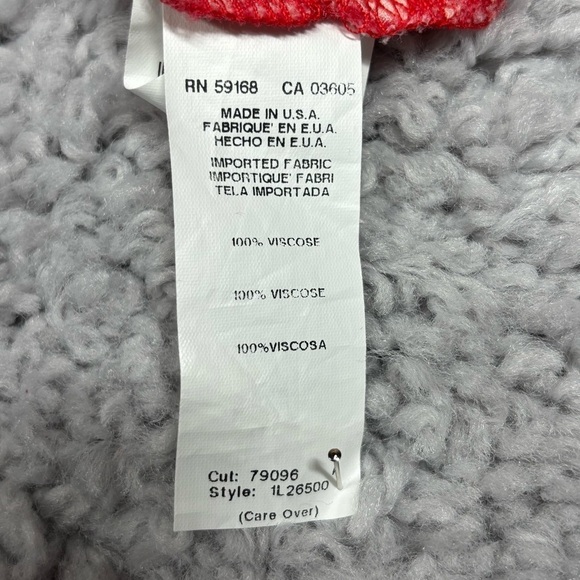 RN 59168 CA 03605
MADE IN U.S.A.
FABRIQUE' EN E.U.A.
HECHO EN E.U.A.
IMPORTED FABRIC
IMPORTIQUE' FABRI
TELA IMPORTADA
100% VISCOSE
100% VISCOSE
100% VISCOSA
Cut: 79096
Style: 1L26500
(Care Over)